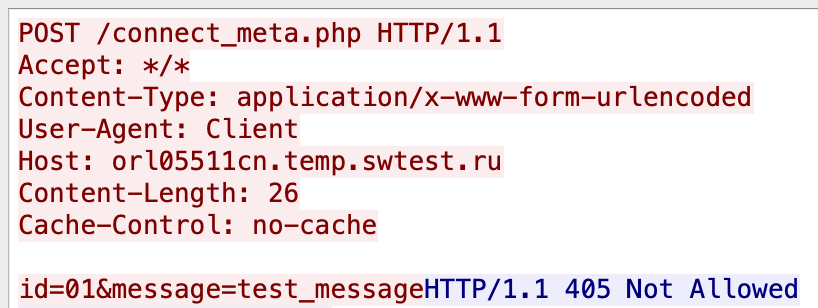 POST /connect_meta.php HTTP/1.1
Accept: */*
Content-Type: application/x-www-form-urlencoded
User-Agent: Client
Host: orl05511cn.temp.swtest.ru
Content-Length: 26
Cache-Control: no-cache
id=01&message=test_messageHTTP/1.1 405 Not Allowed